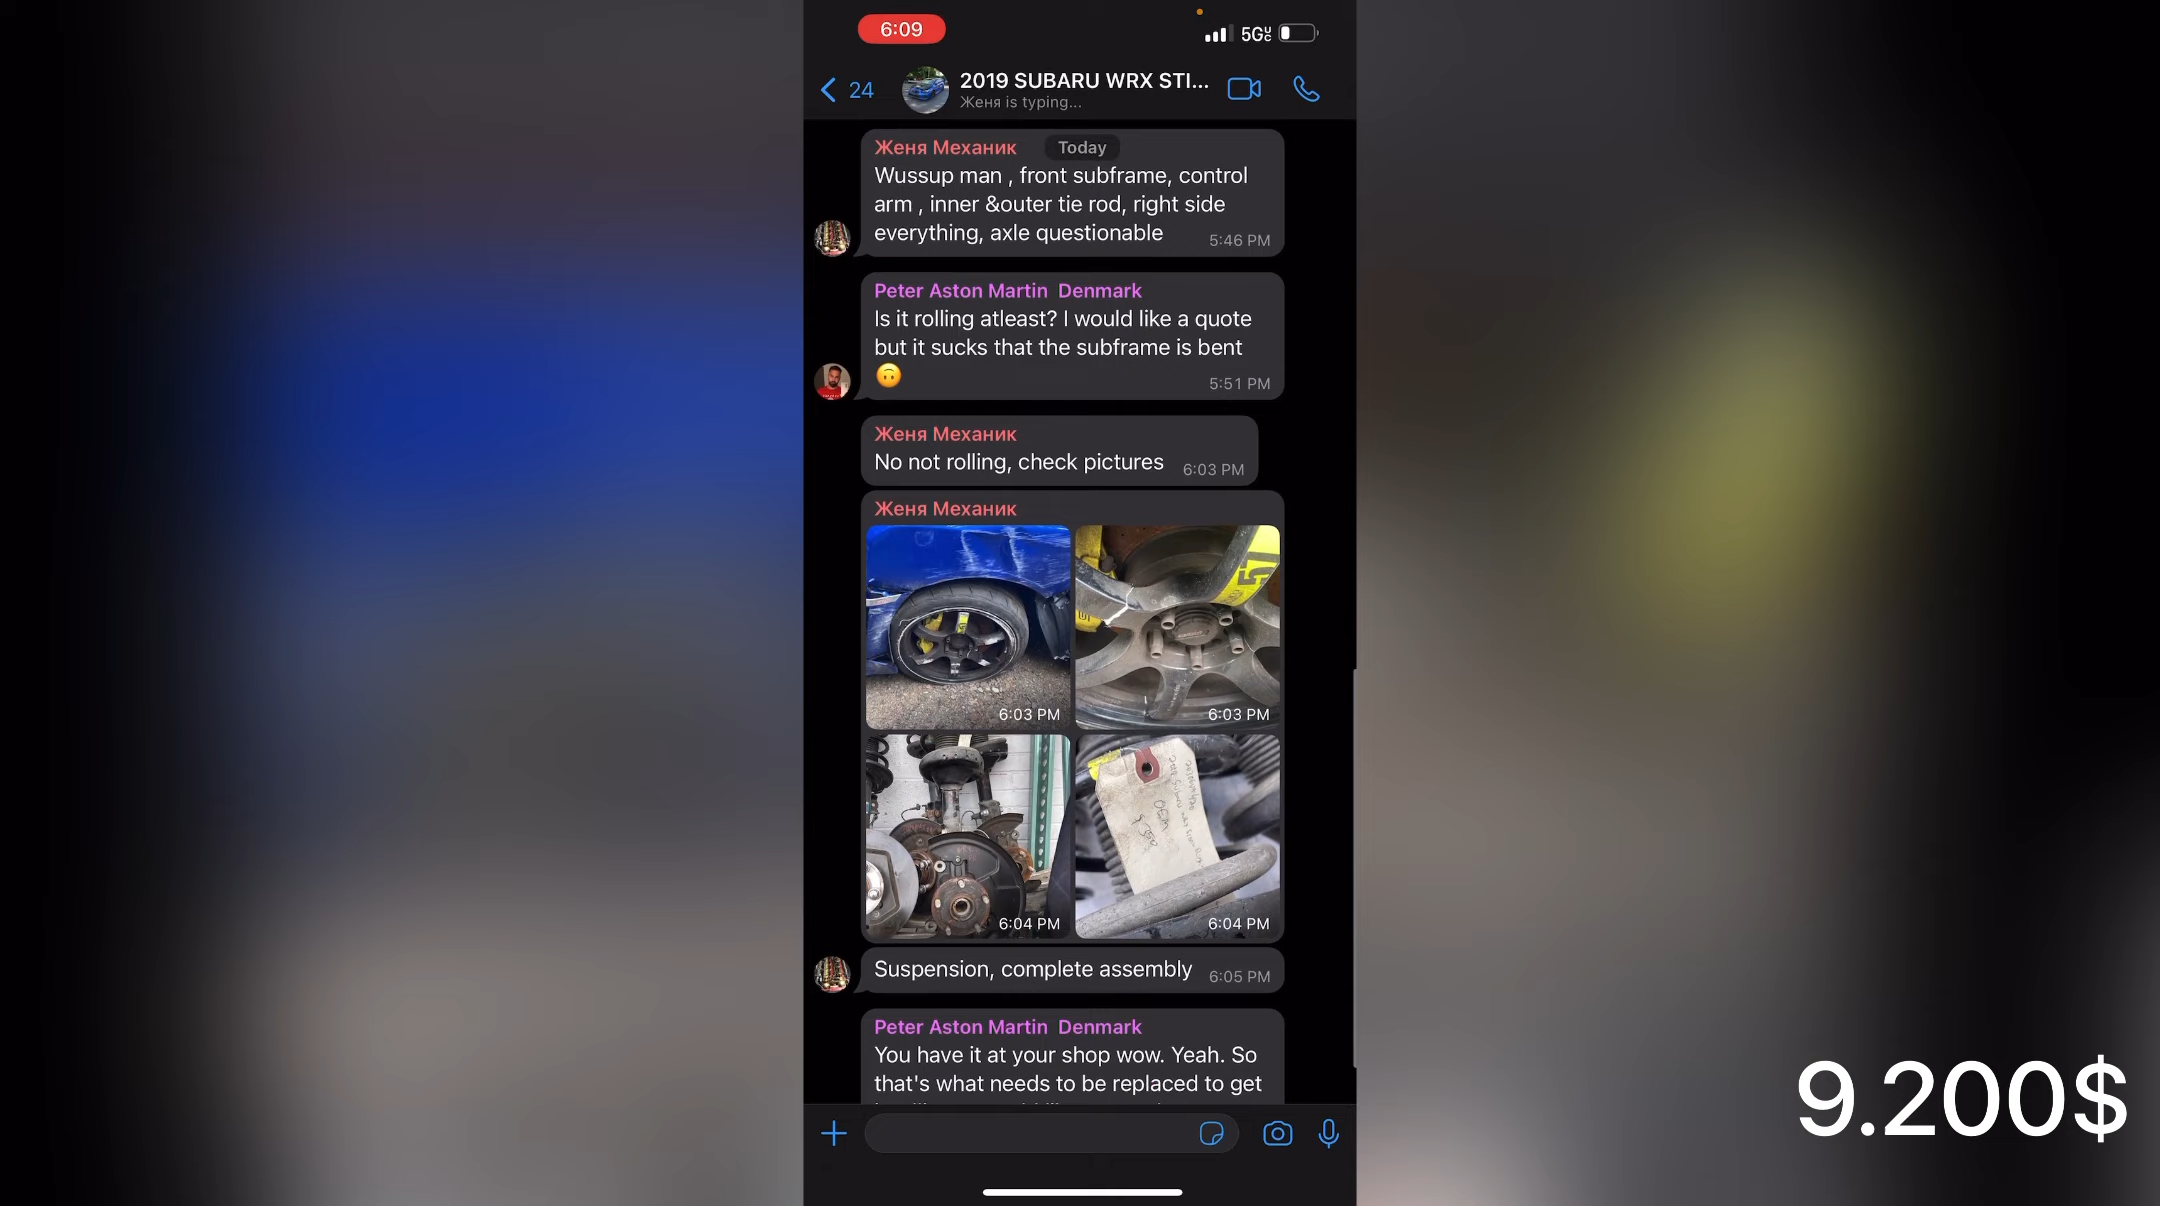 6:09
5G
24
2019 SUBARU WRX STI...
Женя is typing...
Женя Механик
Today
Wussup man , front subframe, control
arm , inner &outer tie rod, right side
everything, axle questionable
5:46 PM
Peter Aston Martin Denmark
Is it rolling atleast? I would like a quote
but it sucks that the subframe is bent
🙃
5:51 PM
Женя Механик
No not rolling, check pictures
6:03 PM
Женя Механик
57
6:03 PM
6:03 PM
OEM
6:04 PM
6:04 PM
Suspension, complete assembly
6:05 PM
Peter Aston Martin Denmark
You have it at your shop wow. Yeah. So
that's what needs to be replaced to get
9.200$